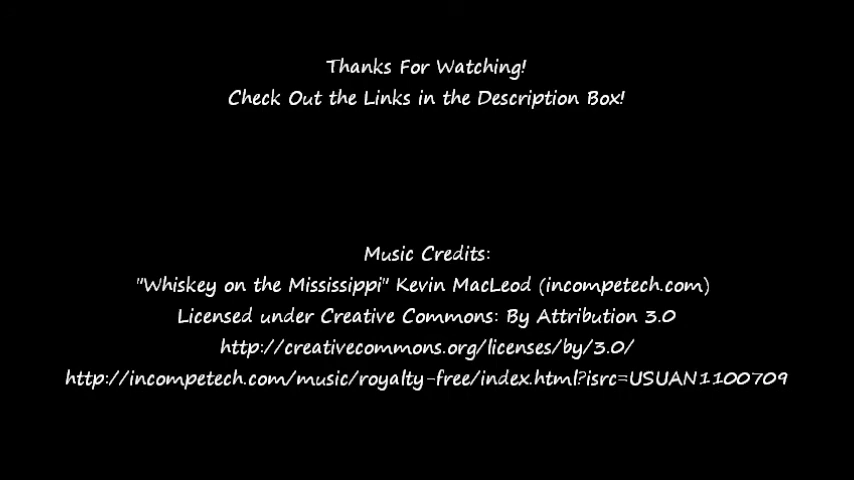 Thanks For Watching!
Check Out the Links in the Description Box!
Music Credits:
"Whiskey on the Mississippi" Kevin MacLeod (incompetech.com)
Licensed under Creative Commons: By Attribution 3.0
http://creativecommons.org/licenses/by/3.0/
http://incompetech.com/music/royalty-free/index.html?isrc=USUAN1100709